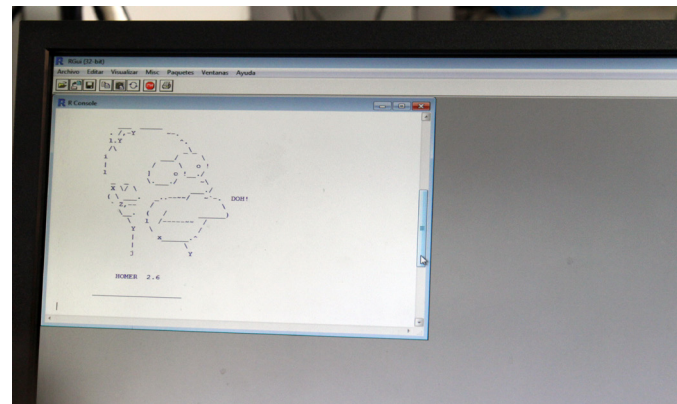 RGui (32-bit)
Archivo Editar Visualizar Misc Paquetes Ventanas Ayuda
R Console
DOH!
HOMER 2.6